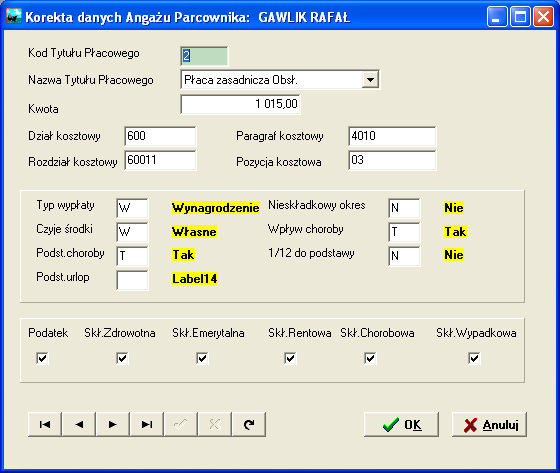 Korekta danych Angażu Parcownika: GAWLIK RAFAŁ
Kod Tytułu Płacowego 2
Nazwa Tytułu Płacowego Płaca zasadnicza Obsł.
Kwota 1 015,00
Dział kosztowy 600 Paragraf kosztowy 4010
Rozdział kosztowy 60011 Pozycja kosztowa 03
Typ wypłaty W Wynagrodzenie Nieskładkowy okres N Nie
Czyje środki W Własne Wpływ choroby T Tak
Podst.choroby T Tak 1/12 do podstawy N Nie
Podst.urlop Label14
Podatek Skł.Zdrowotna Skł.Emerytalna Skł.Rentowa Skł.Chorobowa Skł.Wypadkowa
OK Anuluj